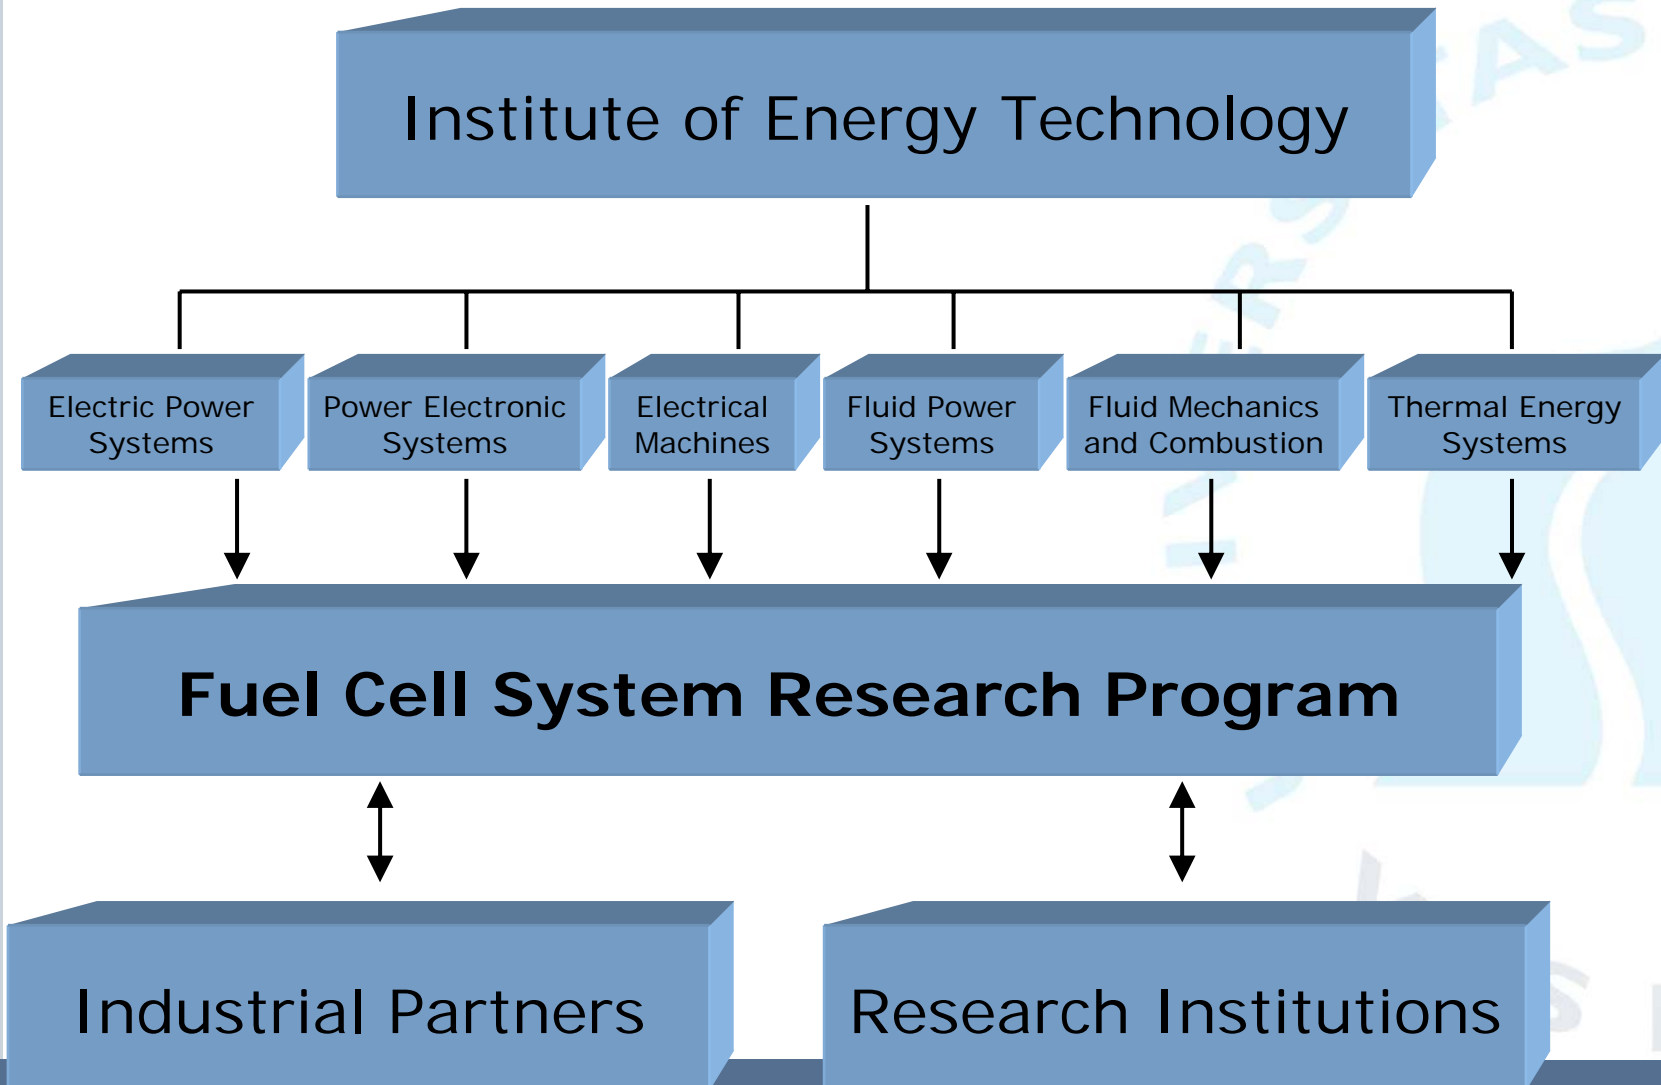 Institute of Energy Technology
Electric Power
Systems
Power Electronic
Systems
Electrical
Machines
Fluid Power
Systems
Fluid Mechanics
and Combustion
Thermal Energy
Systems
Fuel Cell System Research Program
Industrial Partners
Research Institutions